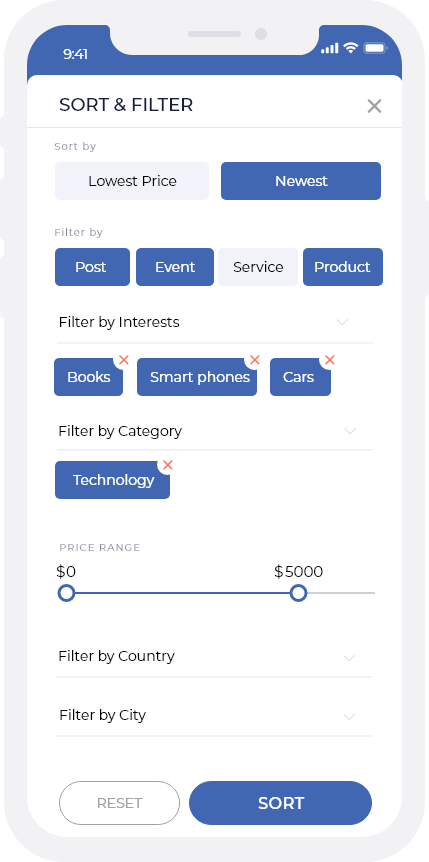 9:41
SORT & FILTER
Sort by
Lowest Price Newest
Filter by
Post Event Service Product
Filter by Interests
Books Smart phones Cars
Filter by Category
Technology
PRICE RANGE
$0 $5000
Filter by Country
Filter by City
RESET SORT